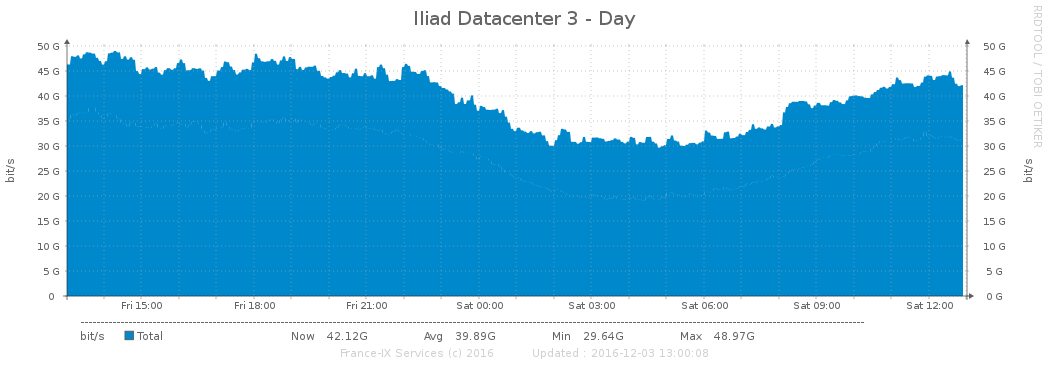 Iliad Datacenter 3 - Day
RRDTOOL / TOBI OETIKER
50 G 50 G
45 G 45 G
40 G 40 G
35 G 35 G
30 G 30 G
25 G 25 G
20 G 20 G
15 G 15 G
10 G 10 G
5 G 5 G
0 0 G
bit/s bit/s
Fri 15:00 Fri 18:00 Fri 21:00 Sat 00:00 Sat 03:00 Sat 06:00 Sat 09:00 Sat 12:00
bit/s Total Now 42.12G Avg 39.89G Min 29.64G Max 48.97G
France-IX Services (c) 2016 Updated : 2016-12-03 13:00:08